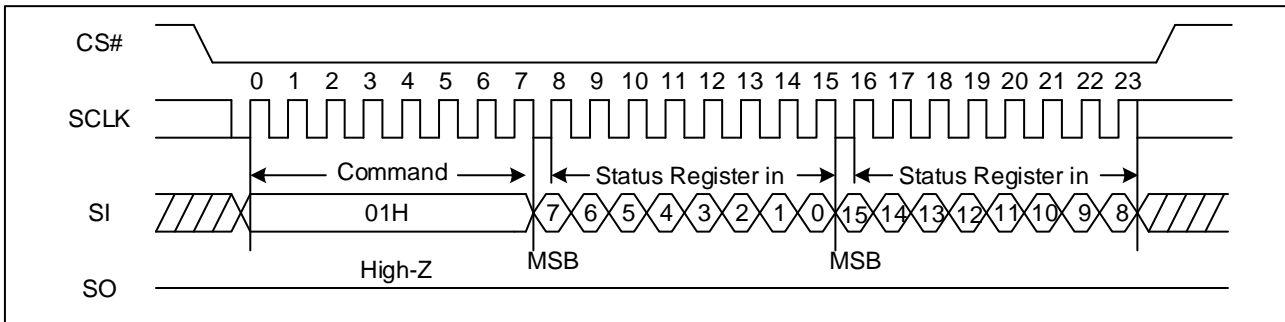 CS#
0 1 2 3 4 5 6 7 8 9 10 11 12 13 14 15 16 17 18 19 20 21 22 23
SCLK
Command Status Register in Status Register in
SI 01H 7 6 5 4 3 2 1 0 15 14 13 12 11 10 9 8
High-Z MSB MSB
SO